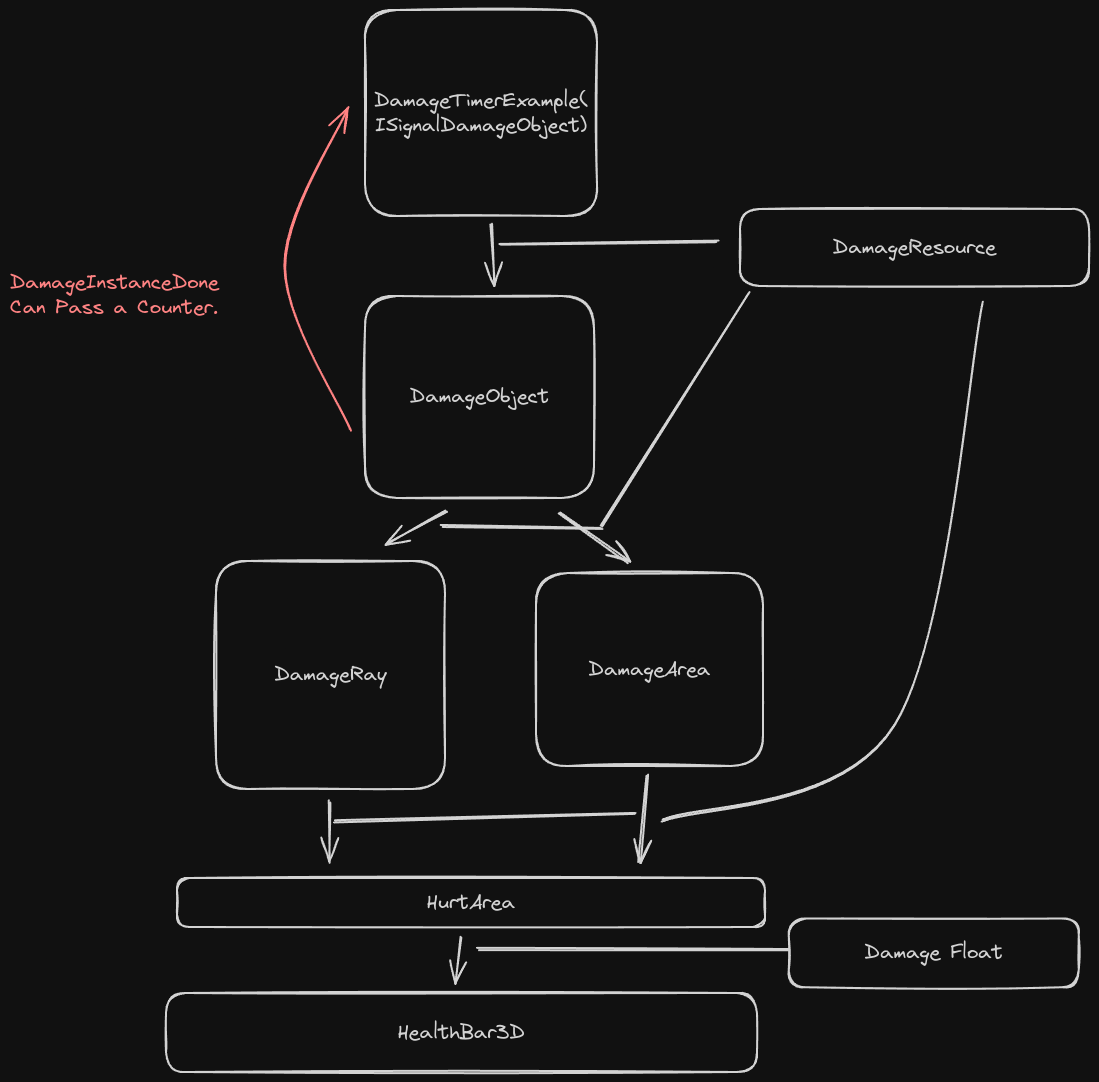 DamageTimerExample(
ISignalDamageObject)
DamageResource
DamageInstanceDone
Can Pass a Counter.
DamageObject
DamageRay
DamageArea
HurtArea
Damage Float
HealthBar3D